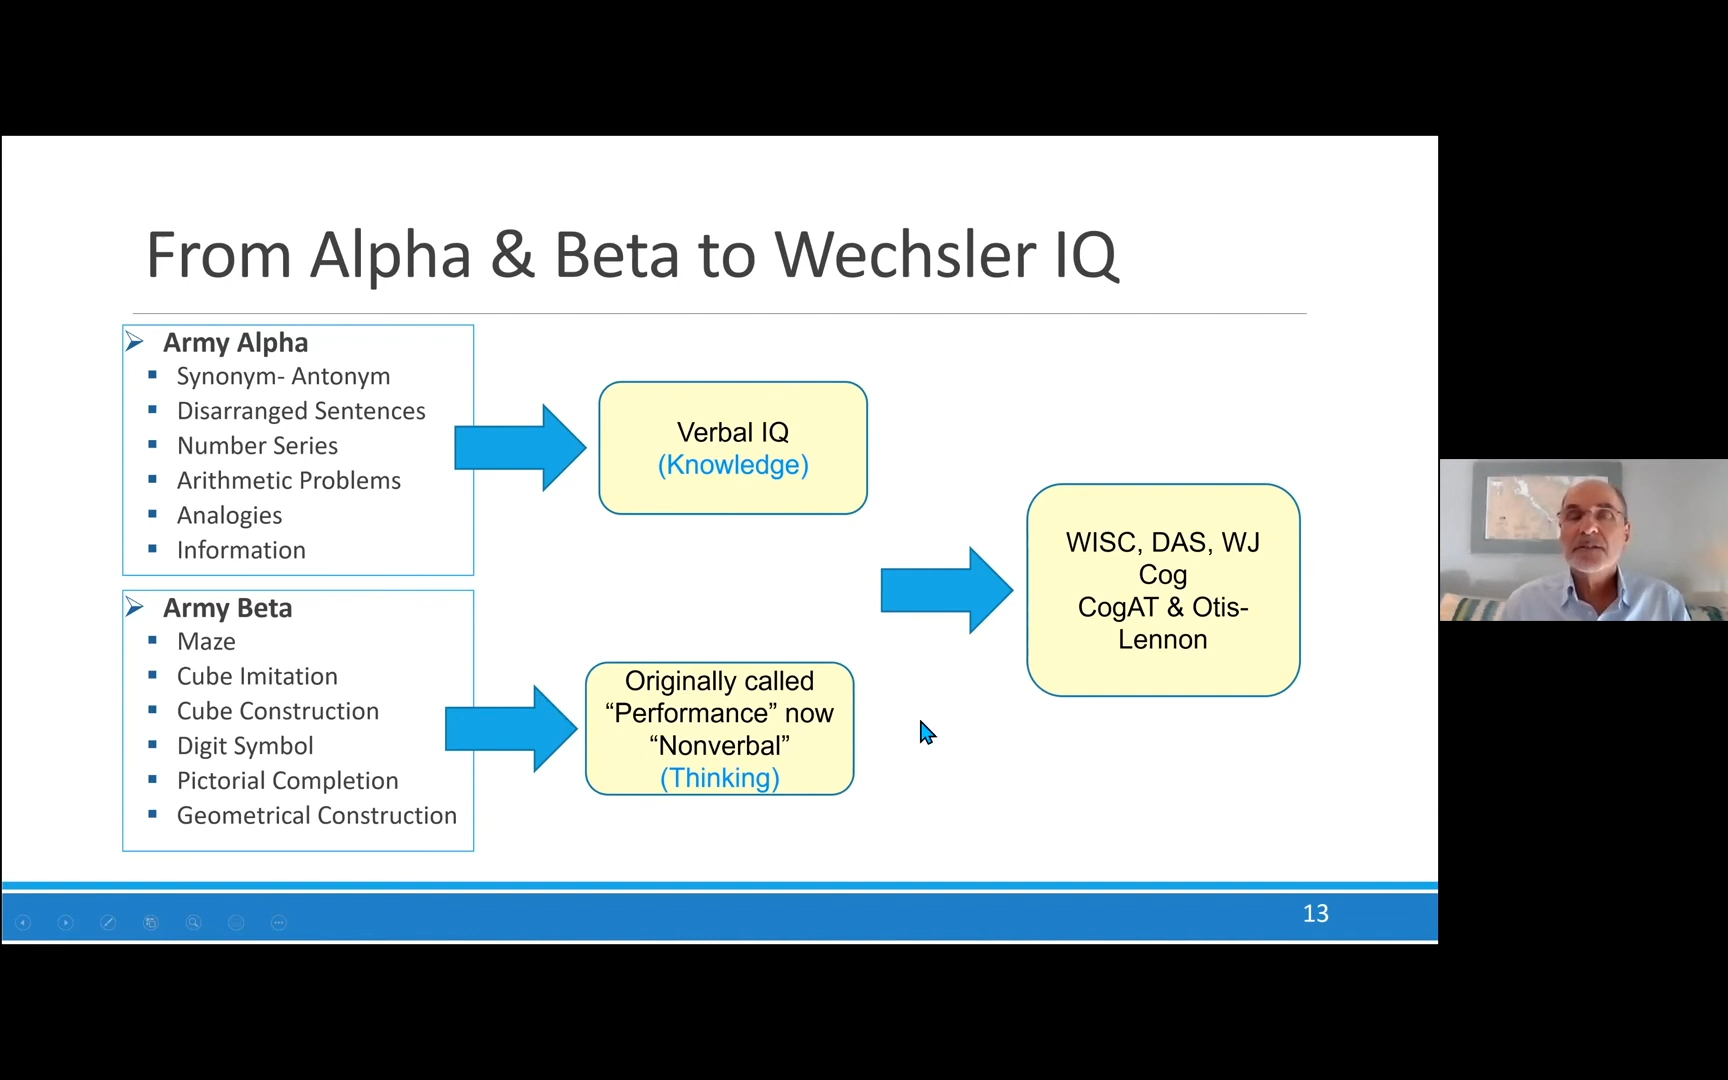 From Alpha & Beta to Wechsler IQ
Army Alpha
Synonym- Antonym
Disarranged Sentences
Number Series
Arithmetic Problems
Analogies
Information
Army Beta
Maze
Cube Imitation
Cube Construction
Digit Symbol
Pictorial Completion
Geometrical Construction
Verbal IQ
(Knowledge)
Originally called
“Performance” now
“Nonverbal”
(Thinking)
WISC, DAS, WJ
Cog
CogAT & Otis-
Lennon
13